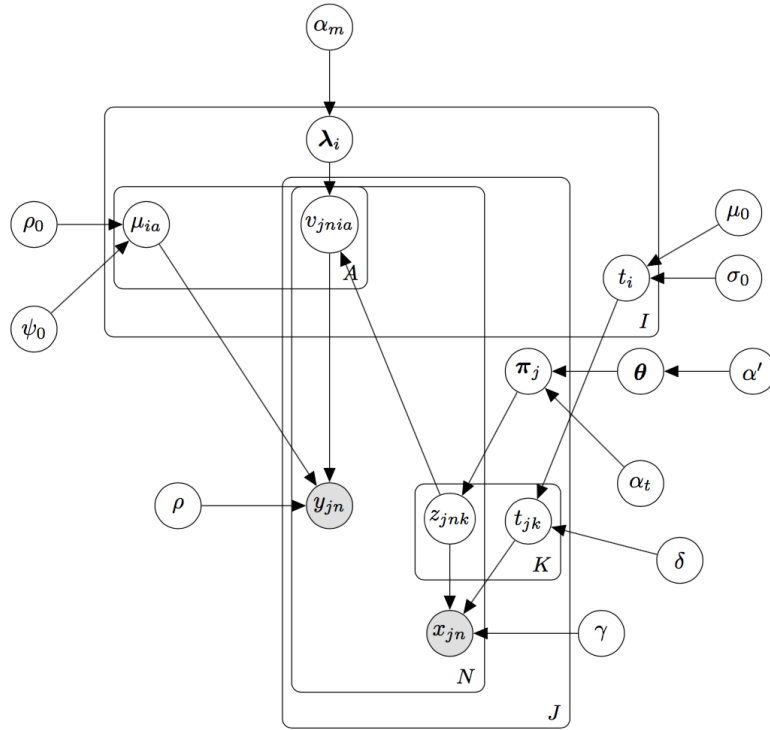 α_m
λ_i
ρ_0 μ_ia v_jnia μ_0
A t_i σ_0
ψ_0 I
π_j θ α′
ρ y_jn z_jnk t_jk α_t
K δ
x_jn γ
N
J